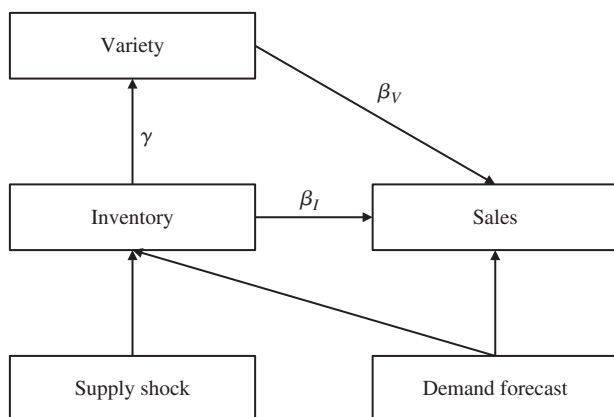 Variety
β_V
γ
Inventory
β_I
Sales
Supply shock
Demand forecast